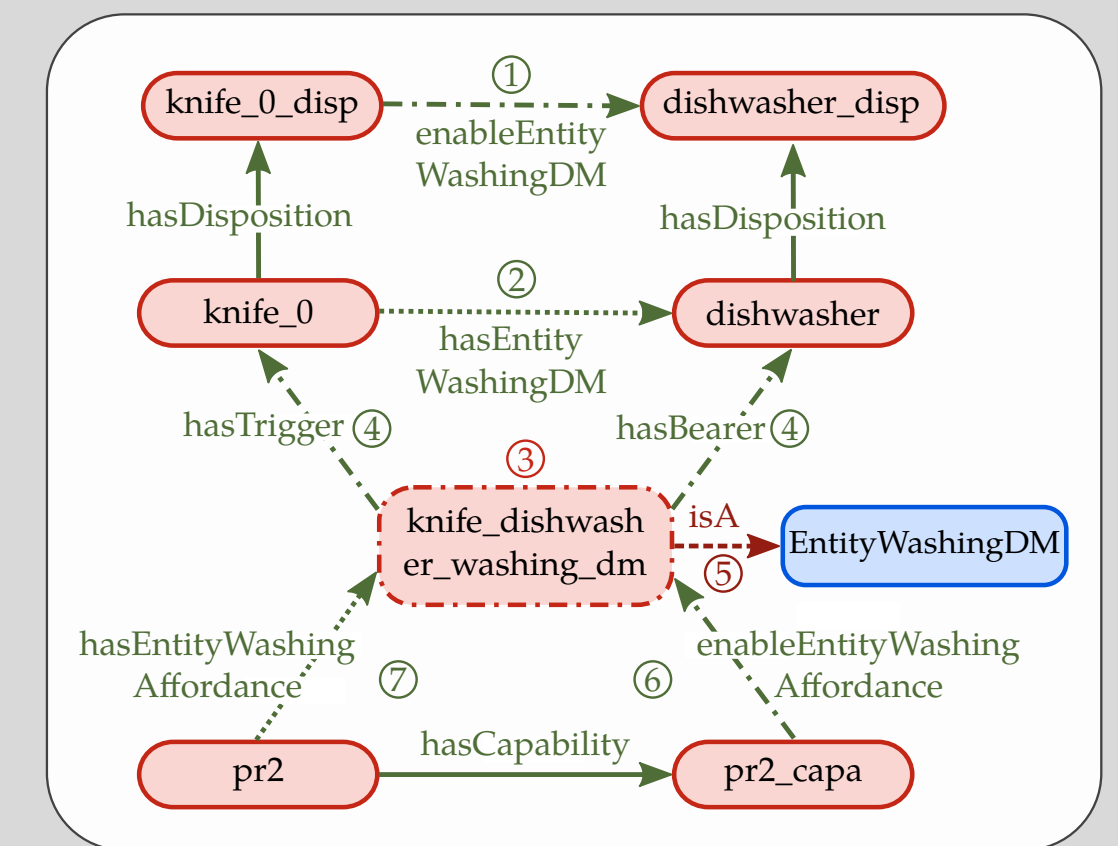 ①
knife_0_disp
dishwasher_disp
enableEntity
WashingDM
hasDisposition
hasDisposition
②
knife_0
dishwasher
hasEntity
WashingDM
hasTrigger ④
hasBearer ④
③
knife_dishwash
er_washing_dm
isA
⑤
EntityWashingDM
hasEntityWashing
Affordance
⑦
⑥
enableEntityWashing
Affordance
hasCapability
pr2
pr2_capa